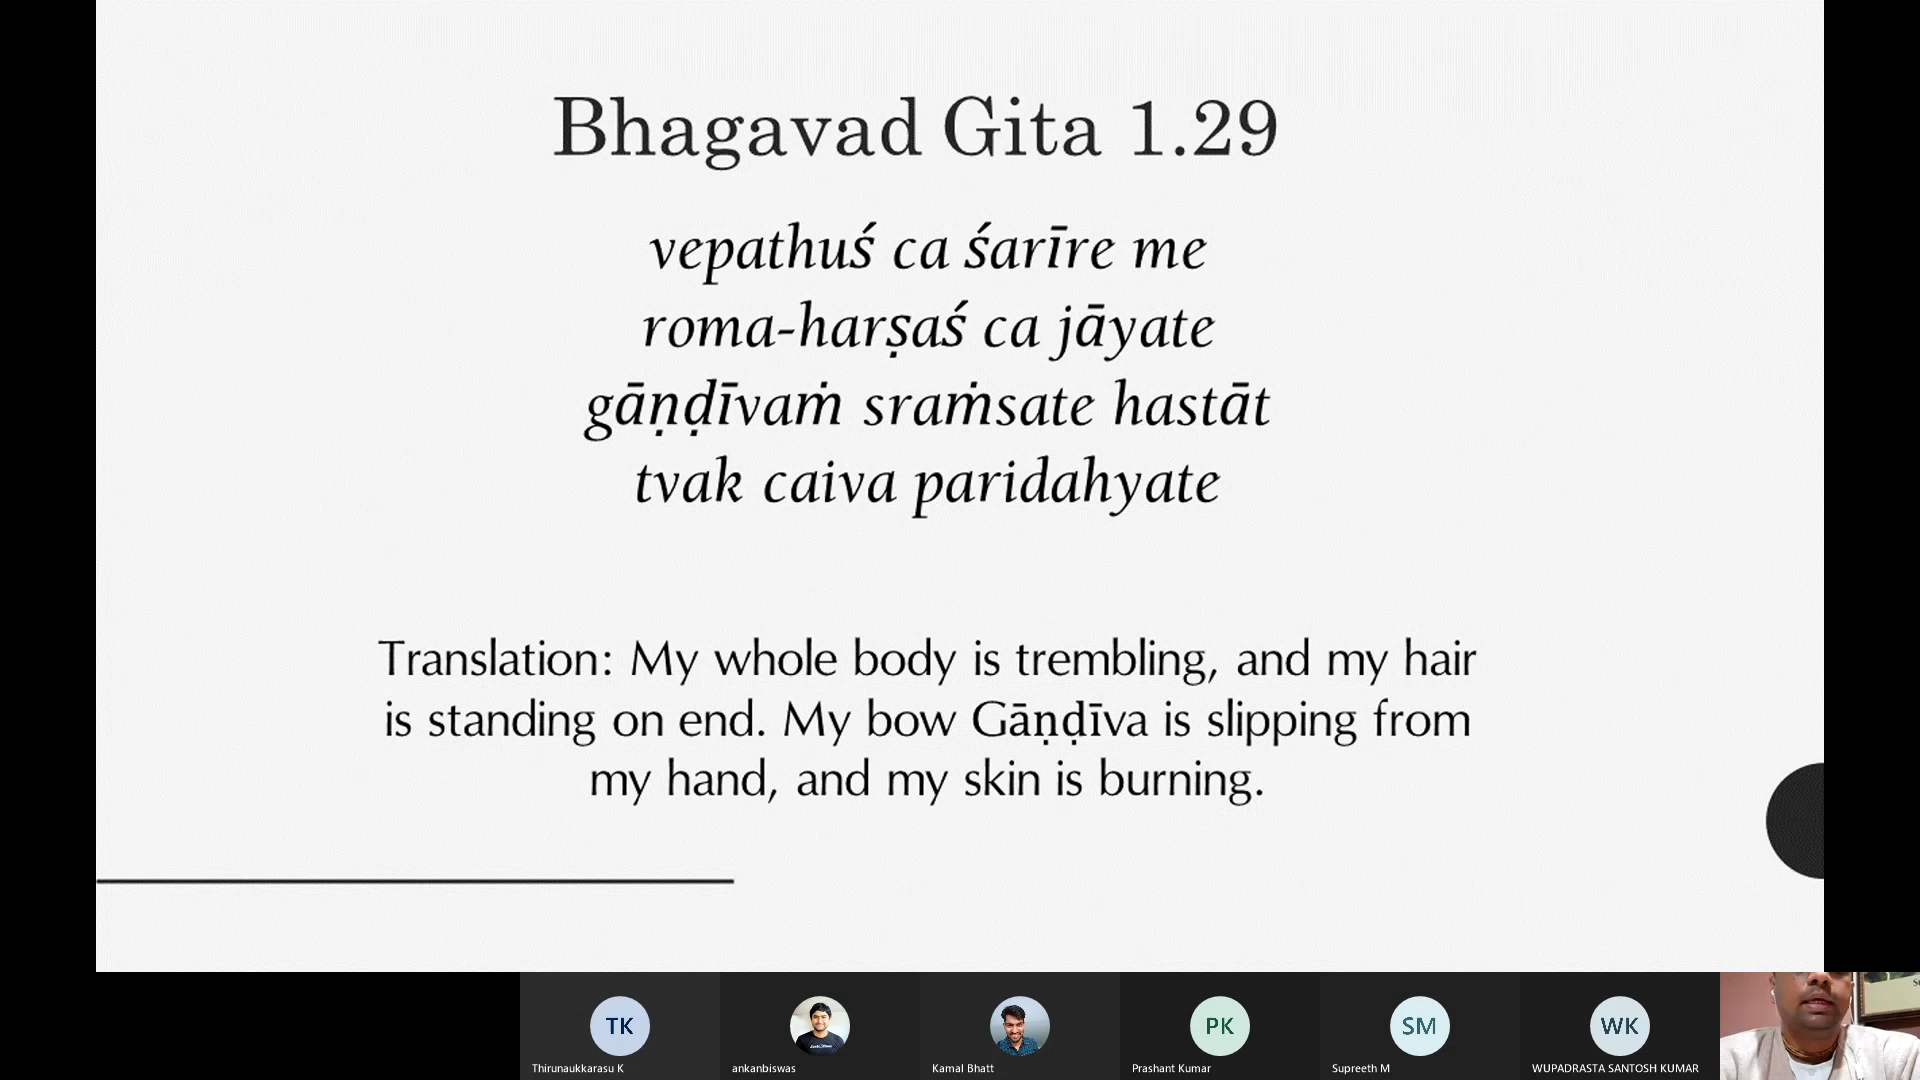 Bhagavad Gita 1.29
vepathuś ca śarīre me
roma-harṣaś ca jāyate
gāṇḍīvaṁ sraṁsate hastāt
tvak caiva paridahyate
Translation: My whole body is trembling, and my hair
is standing on end. My bow Gāṇḍīva is slipping from
my hand, and my skin is burning.
TK
PK
SM
WK
Thirunaukkarasu K
ankanbiswas
Kamal Bhatt
Prashant Kumar
Supreeth M
WUPADRASTA SANTOSH KUMAR